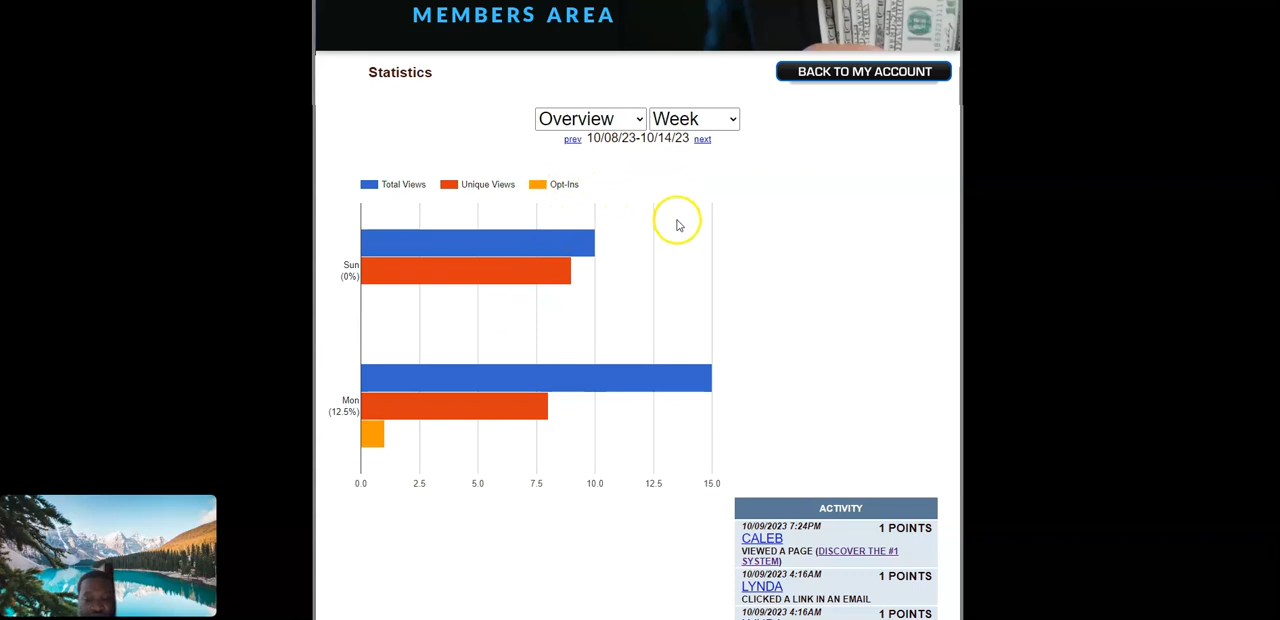 MEMBERS AREA
Statistics
BACK TO MY ACCOUNT
Overview Week
prev 10/08/23-10/14/23 next
Total Views Unique Views Opt-Ins
Sun
(0%)
Mon
(12.5%)
0.0 2.5 5.0 7.5 10.0 12.5 15.0
ACTIVITY
10/09/2023 7:24PM 1 POINTS
CALEB
VIEWED A PAGE (DISCOVER THE #1
SYSTEM)
10/09/2023 4:16AM 1 POINTS
LYNDA
CLICKED A LINK IN AN EMAIL
10/09/2023 4:16AM 1 POINTS